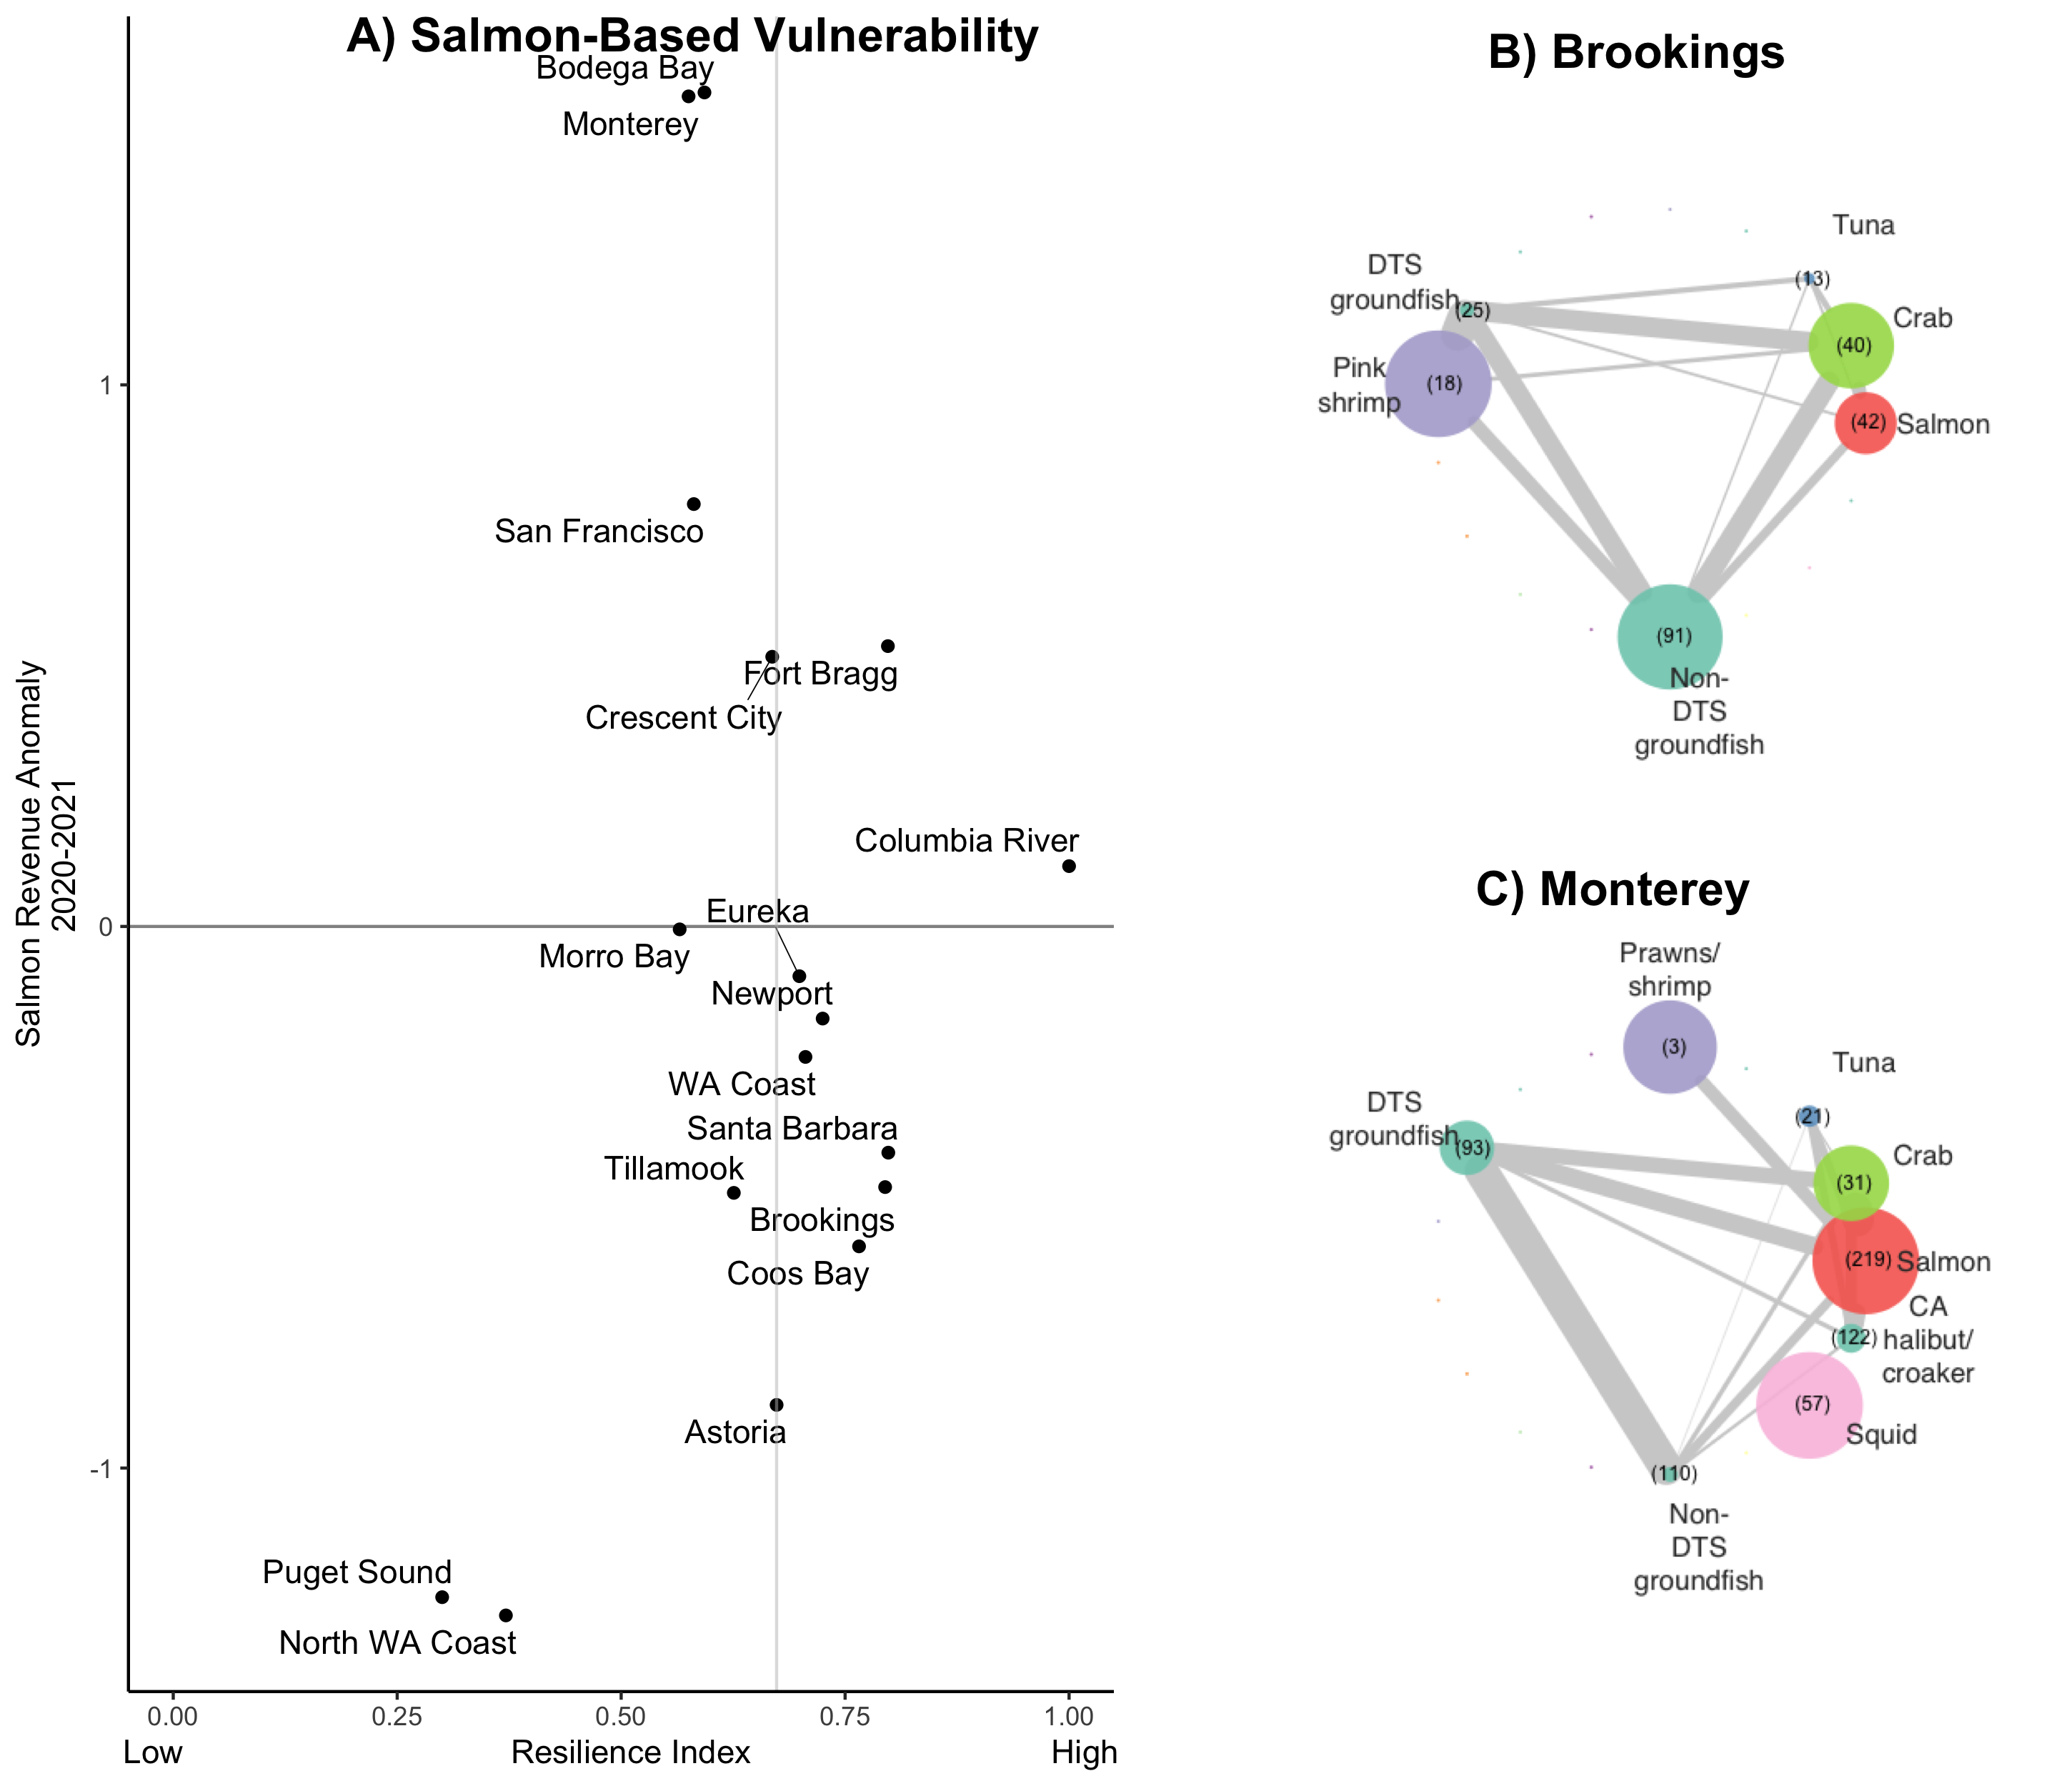 A) Salmon-Based Vulnerability
Bodega Bay
Monterey
San Francisco
Fort Bragg
Crescent City
Columbia River
Eureka
Morro Bay
Newport
WA Coast
Santa Barbara
Tillamook
Brookings
Coos Bay
Astoria
Puget Sound
North WA Coast
1
0
-1
Salmon Revenue Anomaly
2020-2021
0.00 0.25 0.50 0.75 1.00
Low Resilience Index High
B) Brookings
Tuna
(13)
DTS
groundfish
(25)
Crab
(40)
Pink
shrimp
(18)
(42) Salmon
(91)
Non-
DTS
groundfish
C) Monterey
Prawns/
shrimp
(3)
Tuna
(21)
DTS
groundfish
(93)
Crab
(31)
(219) Salmon
CA
halibut/
croaker
(122)
(57)
Squid
(110)
Non-
DTS
groundfish